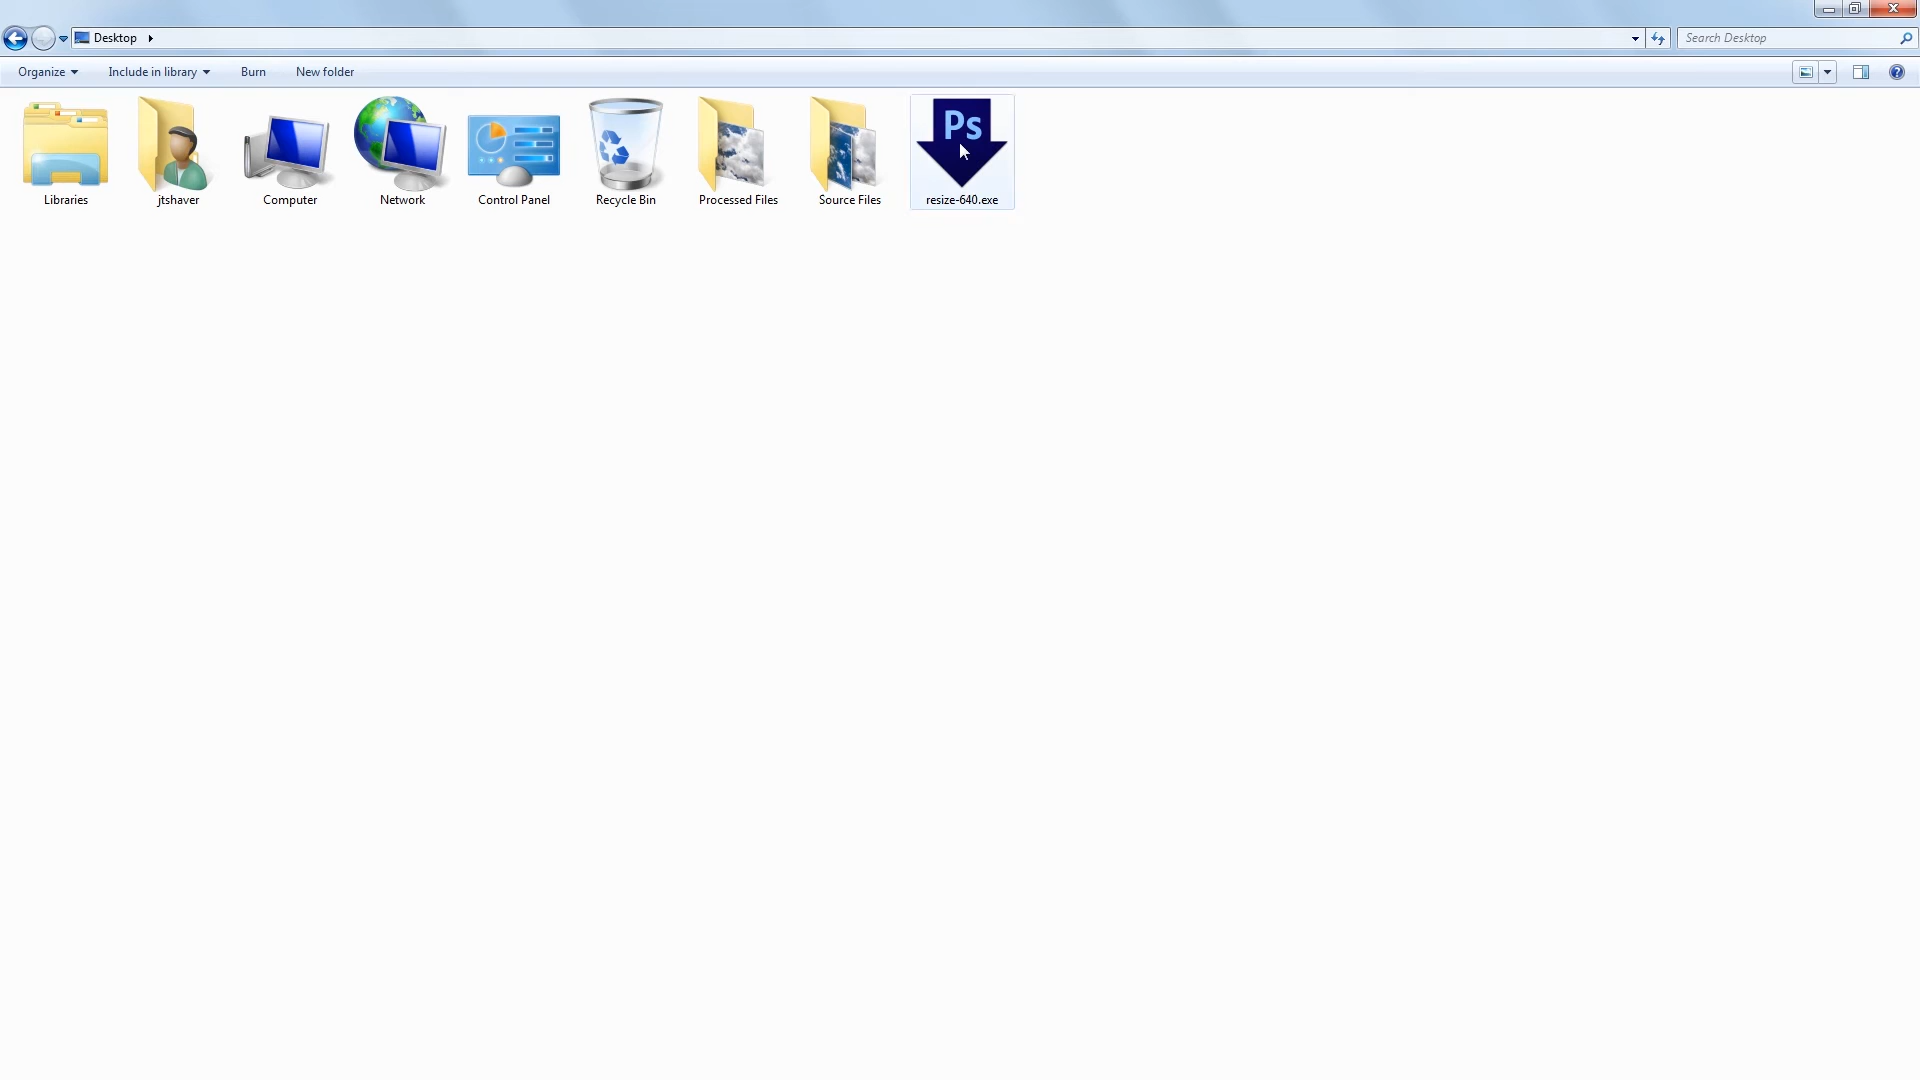 Desktop
Search Desktop
Organize
Include in library
Burn
New folder
Ps
Libraries
jtshaver
Computer
Network
Control Panel
Recycle Bin
Processed Files
Source Files
resize-640.exe